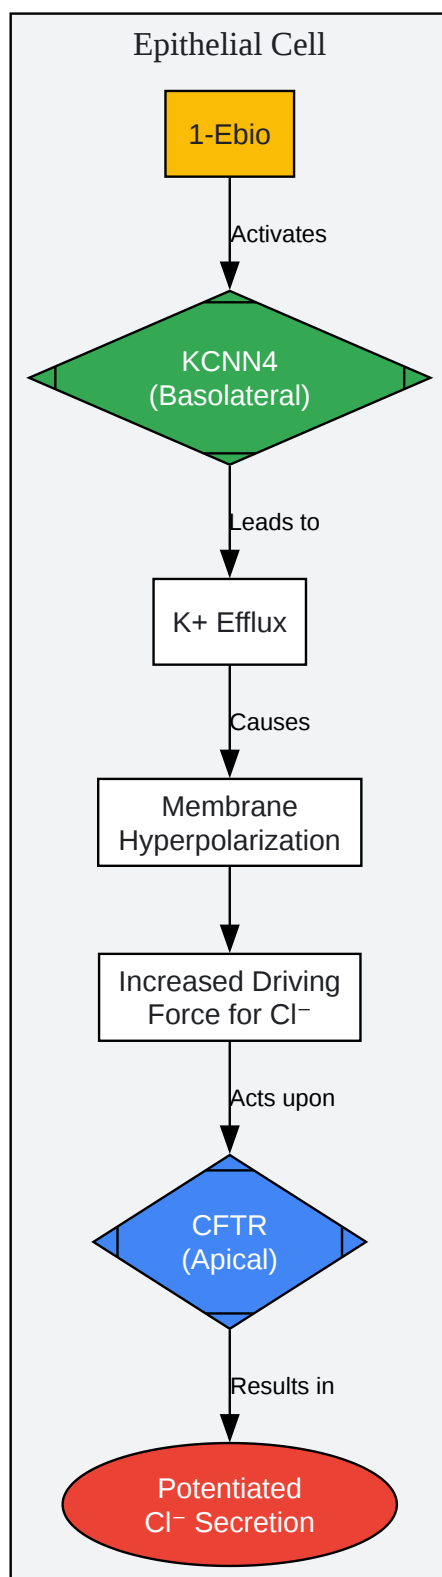 Epithelial Cell
1-Ebio
Activates
KCNN4
(Basolateral)
Leads to
K+ Efflux
Causes
Membrane
Hyperpolarization
Increased Driving
Force for Cl⁻
Acts upon
CFTR
(Apical)
Results in
Potentiated
Cl⁻ Secretion